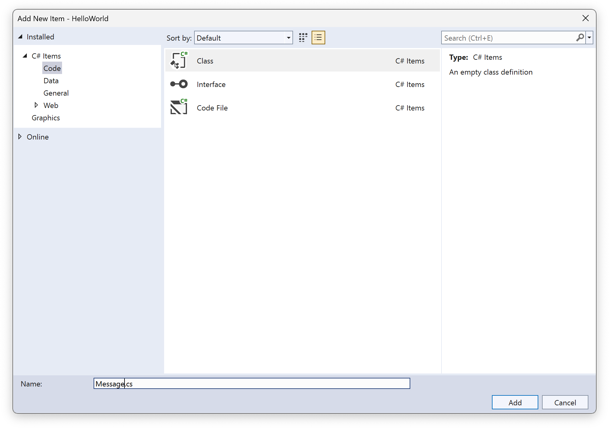 Add New Item - HelloWorld
Installed
Sort by: Default
Search (Ctrl+E)
C# Items
Code
Data
General
Web
Graphics
Online
C# Class C# Items
Interface C# Items
C# Code File C# Items
Type: C# Items
An empty class definition
Name: Message.cs
Add Cancel